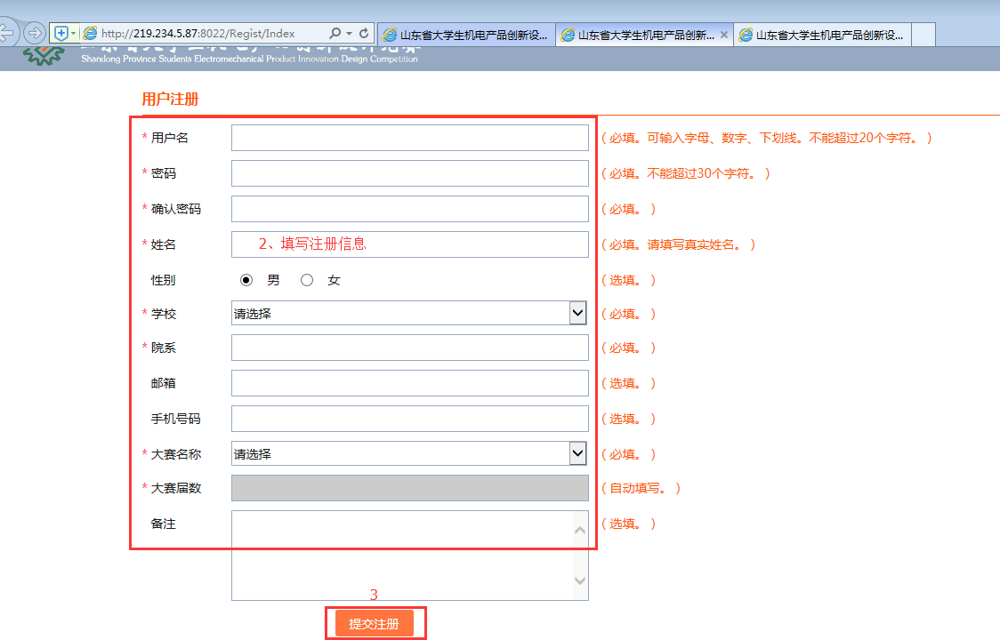 http://219.234.5.87:8022/Regist/Index
山东省大学生机电产品创新设...
山东省大学生机电产品创新...
山东省大学生机电产品创新设...
Shandong Province Students Electromechanical Product Innovation Design Competition
用户注册
* 用户名 (必填。可输入字母、数字、下划线。不能超过20个字符。)
* 密码 (必填。不能超过30个字符。)
* 确认密码 (必填。)
* 姓名 2、填写注册信息 (必填。请填写真实姓名。)
性别 男 女 (选填。)
* 学校 请选择 (必填。)
* 院系 (必填。)
邮箱 (选填。)
手机号码 (选填。)
* 大赛名称 请选择 (必填。)
* 大赛届数 (自动填写。)
备注 (选填。)
3
提交注册